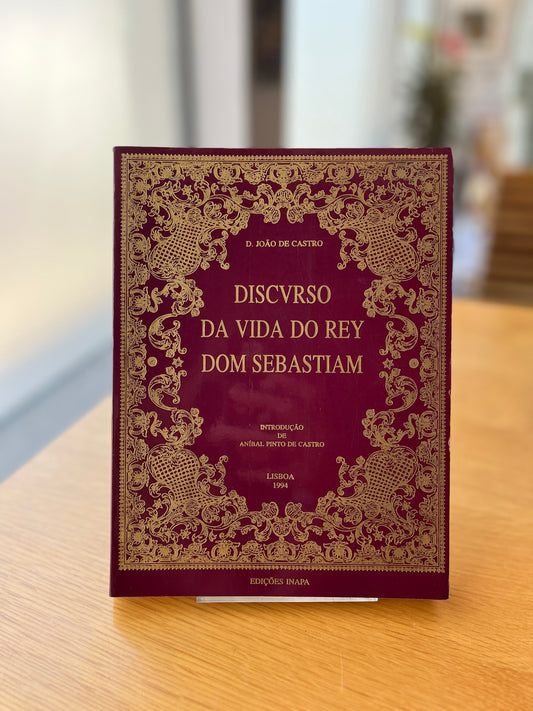 D. JOÃO DE CASTRO
DISCVRSO
DA VIDA DO REY
DOM SEBASTIAM
INTRODUÇÃO
DE
ANÍBAL PINTO DE CASTRO
LISBOA
1994
EDIÇÕES INAPA